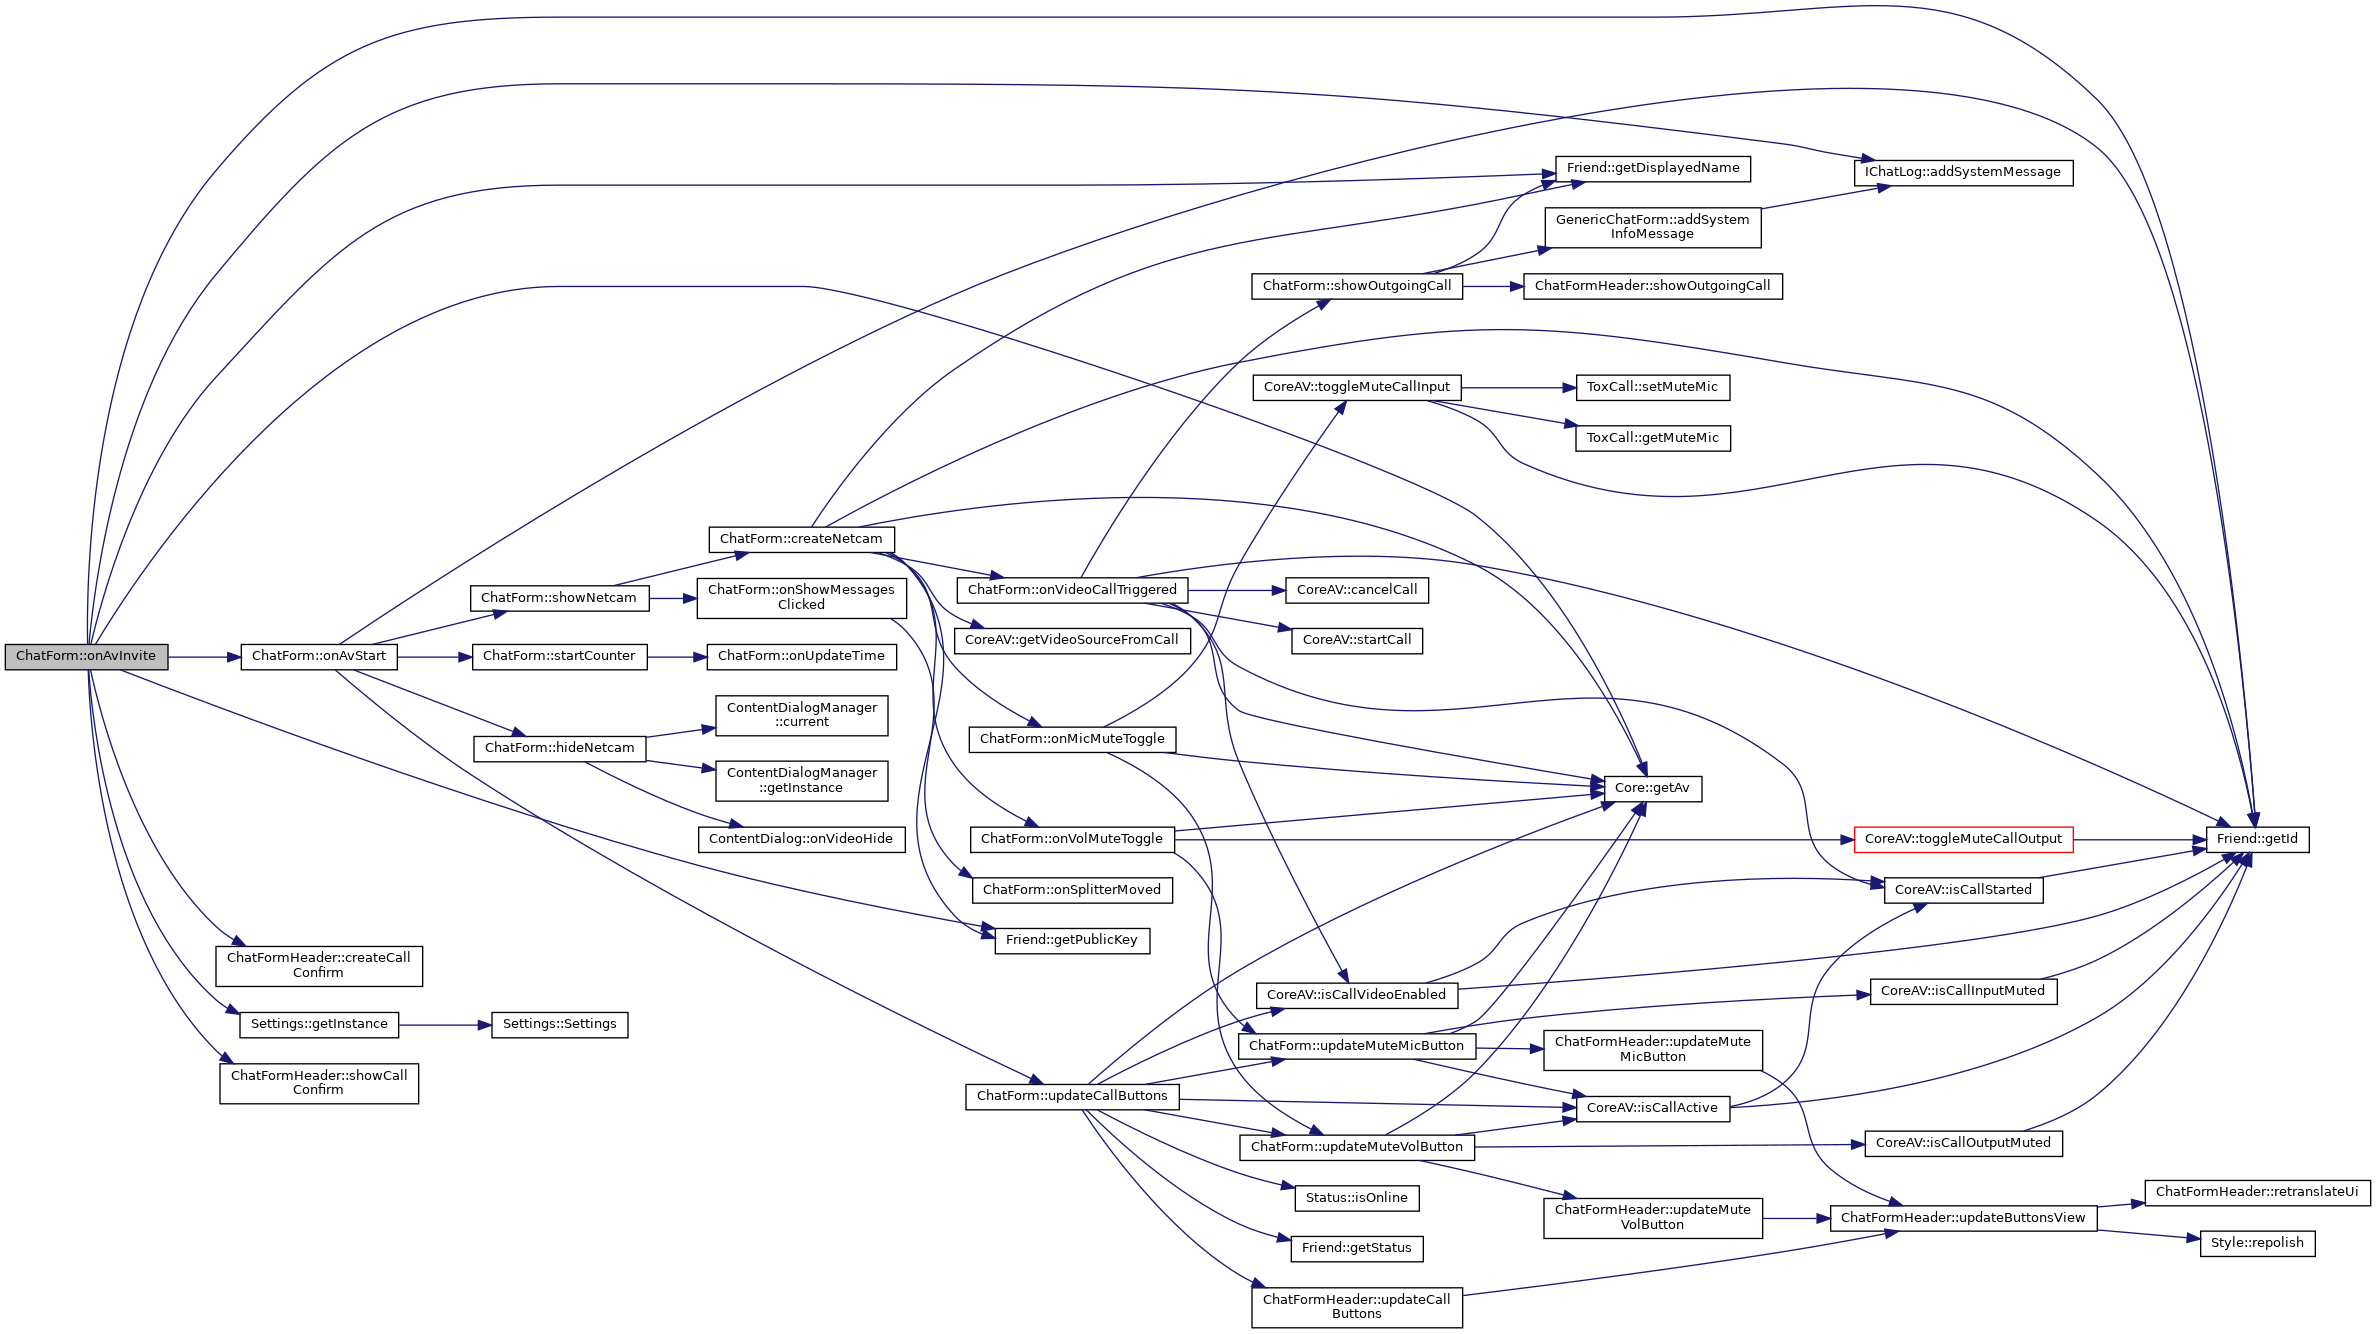 ChatForm::onAvInvite
ChatForm::onAvStart
ChatFormHeader::createCall
Confirm
Settings::getInstance
ChatFormHeader::showCall
Confirm
ChatForm::showNetcam
ChatForm::startCounter
ChatForm::hideNetcam
Settings::Settings
ChatForm::createNetcam
ChatForm::onShowMessages
Clicked
ChatForm::onUpdateTime
ContentDialogManager
::current
ContentDialogManager
::getInstance
ContentDialog::onVideoHide
ChatForm::onVideoCallTriggered
CoreAV::getVideoSourceFromCall
ChatForm::onMicMuteToggle
ChatForm::onVolMuteToggle
ChatForm::onSplitterMoved
Friend::getPublicKey
ChatForm::updateCallButtons
ChatForm::showOutgoingCall
CoreAV::toggleMuteCallInput
CoreAV::cancelCall
CoreAV::startCall
CoreAV::isCallVideoEnabled
ChatForm::updateMuteMicButton
ChatForm::updateMuteVolButton
Status::isOnline
Friend::getStatus
ChatFormHeader::updateCall
Buttons
Friend::getDisplayedName
GenericChatForm::addSystem
InfoMessage
ChatFormHeader::showOutgoingCall
ToxCall::setMuteMic
ToxCall::getMuteMic
Core::getAv
ChatFormHeader::updateMute
MicButton
CoreAV::isCallActive
ChatFormHeader::updateMute
VolButton
IChatLog::addSystemMessage
CoreAV::toggleMuteCallOutput
CoreAV::isCallStarted
CoreAV::isCallInputMuted
CoreAV::isCallOutputMuted
ChatFormHeader::updateButtonsView
Friend::getId
ChatFormHeader::retranslateUi
Style::repolish